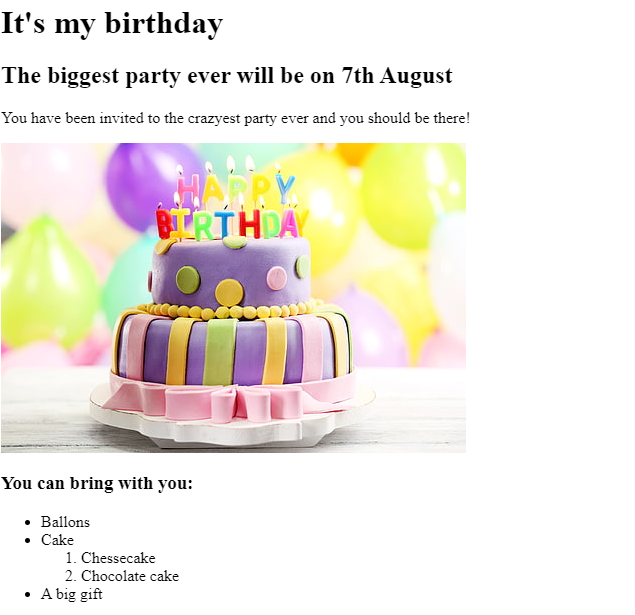 It's my birthday
The biggest party ever will be on 7th August
You have been invited to the crazyest party ever and you should be there!
HAPPY
BIRTHDAY
You can bring with you:
• Ballons
• Cake
1. Chessecake
2. Chocolate cake
• A big gift